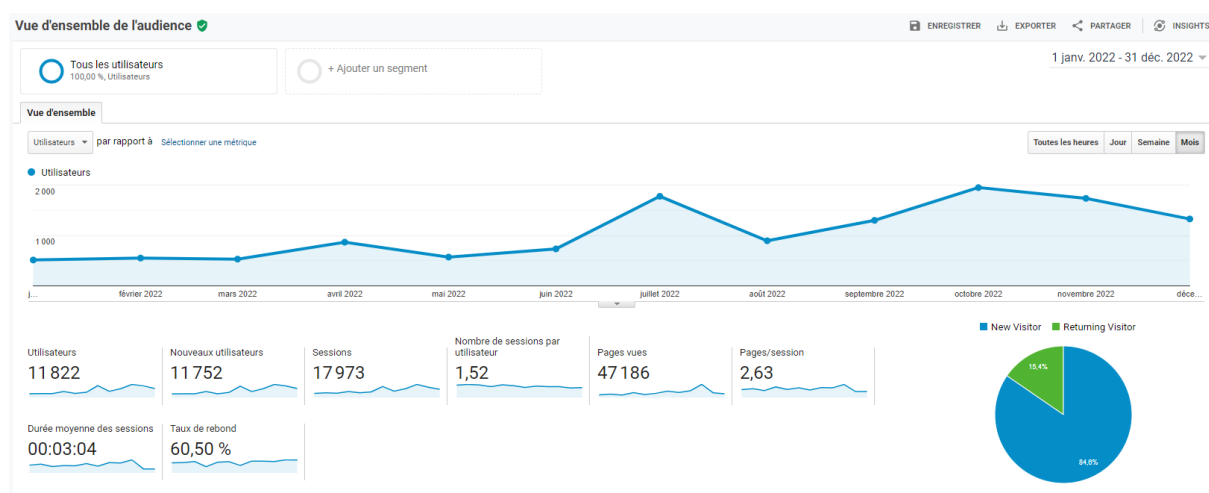 Vue d'ensemble de l'audience
ENREGISTRER EXPORTER PARTAGER INSIGHTS
Tous les utilisateurs
100,00 %, Utilisateurs
+ Ajouter un segment
1 janv. 2022 - 31 déc. 2022
Vue d'ensemble
Utilisateurs par rapport à Sélectionner une métrique
Toutes les heures Jour Semaine Mois
Utilisateurs
2 000
1 000
j... février 2022 mars 2022 avril 2022 mai 2022 juin 2022 juillet 2022 août 2022 septembre 2022 octobre 2022 novembre 2022 déce...
New Visitor Returning Visitor
Utilisateurs
11 822
Nouveaux utilisateurs
11 752
Sessions
17 973
Nombre de sessions par
utilisateur
1,52
Pages vues
47 186
Pages/session
2,63
Durée moyenne des sessions
00:03:04
Taux de rebond
60,50 %
15,4%
84,6%